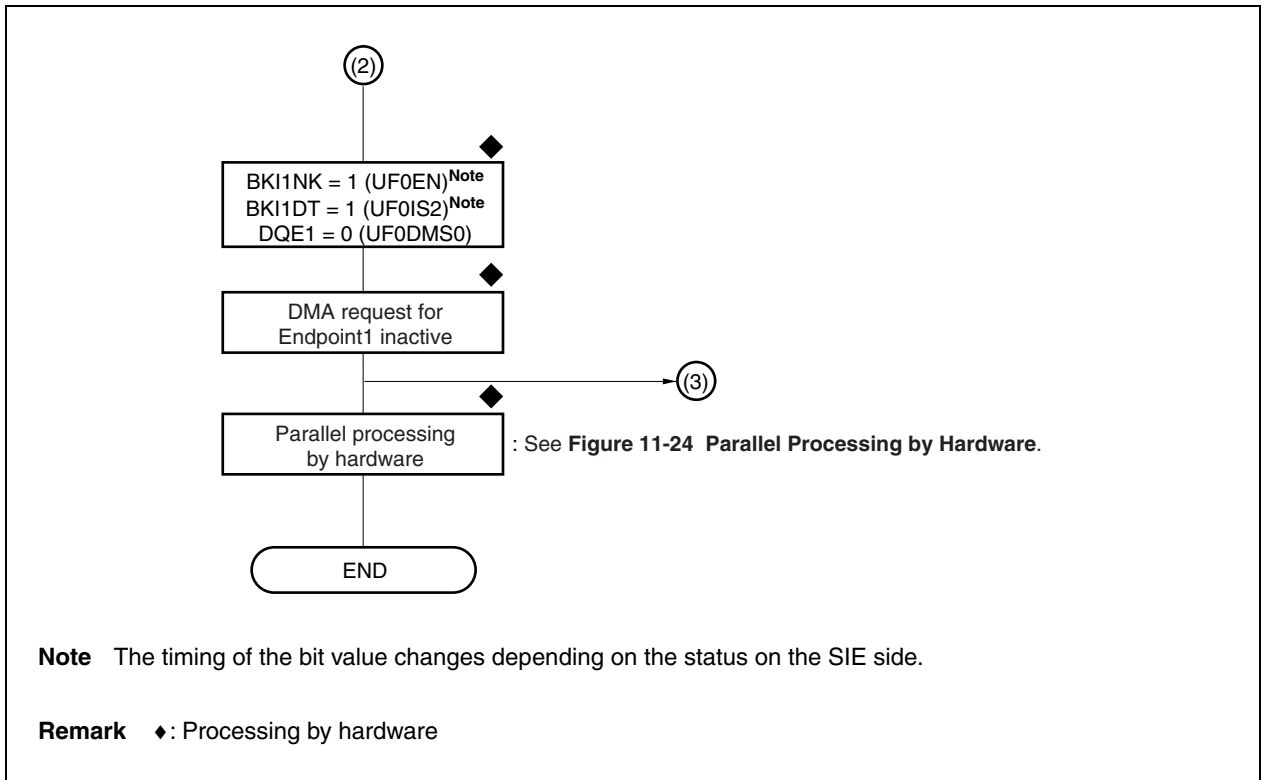 (2)
BKI1NK = 1 (UF0EN)Note
BKI1DT = 1 (UF0IS2)Note
DQE1 = 0 (UF0DMS0)
DMA request for
Endpoint1 inactive
(3)
Parallel processing
by hardware
: See Figure 11-24 Parallel Processing by Hardware.
END
Note The timing of the bit value changes depending on the status on the SIE side.
Remark ♦: Processing by hardware